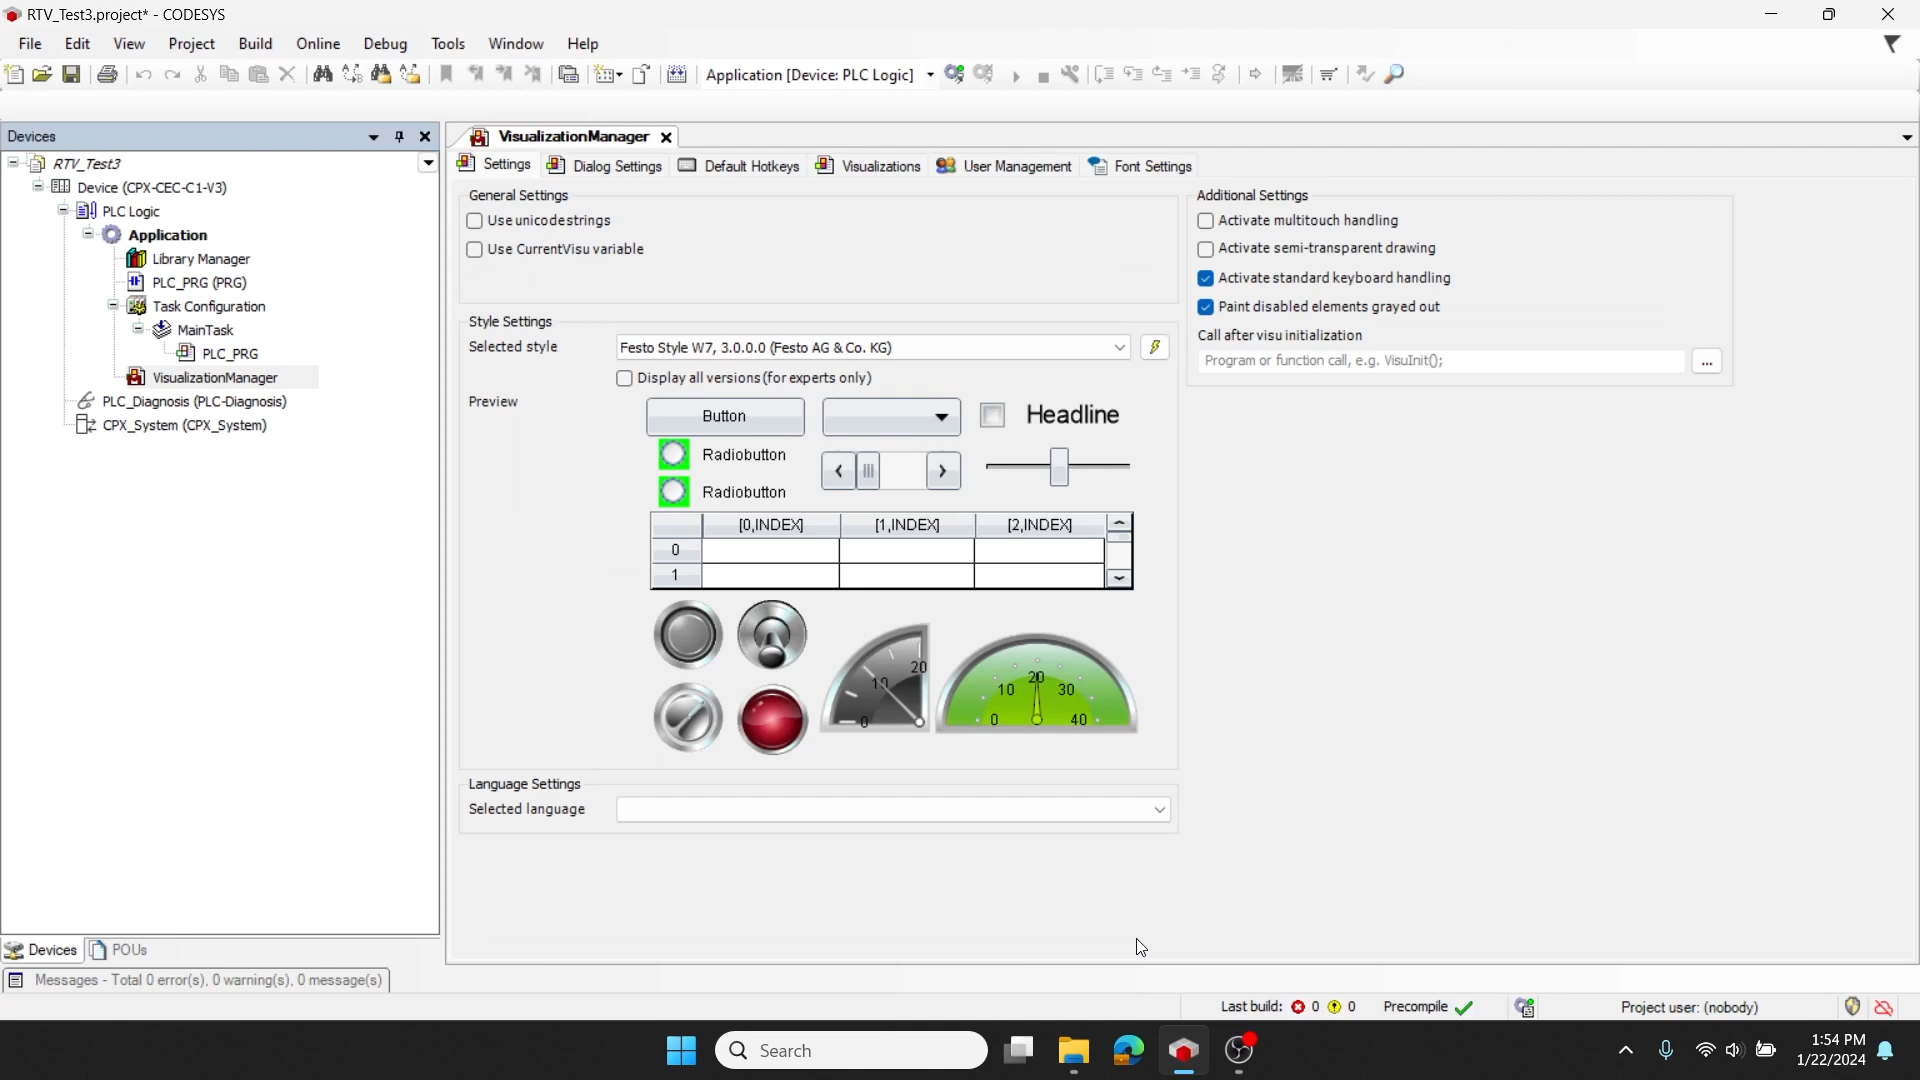 RTV_Test3.project* - CODESYS
File Edit View Project Build Online Debug Tools Window Help
Application [Device: PLC Logic]
Devices
RTV_Test3
Device (CPX-CEC-C1-V3)
PLC Logic
Application
Library Manager
PLC_PRG (PRG)
Task Configuration
MainTask
PLC_PRG
VisualizationManager
PLC_Diagnosis (PLC-Diagnosis)
CPX_System (CPX_System)
Devices POUs
VisualizationManager
Settings Dialog Settings Default Hotkeys Visualizations User Management Font Settings
General Settings
Use unicodestrings
Use CurrentVisu variable
Style Settings
Selected style Festo Style W7, 3.0.0.0 (Festo AG & Co. KG)
Display all versions (for experts only)
Preview
Button Headline
Radiobutton
Radiobutton
[0,INDEX] [1,INDEX] [2,INDEX]
0
1
0 10 20
0 10 20 30 40
Language Settings
Selected language
Additional Settings
Activate multitouch handling
Activate semi-transparent drawing
Activate standard keyboard handling
Paint disabled elements grayed out
Call after visu initialization
Program or function call, e.g. VisuInit();
...
Messages - Total 0 error(s), 0 warning(s), 0 message(s)
Last build: 0 0 Precompile Project user: (nobody)
Search
1:54 PM
1/22/2024